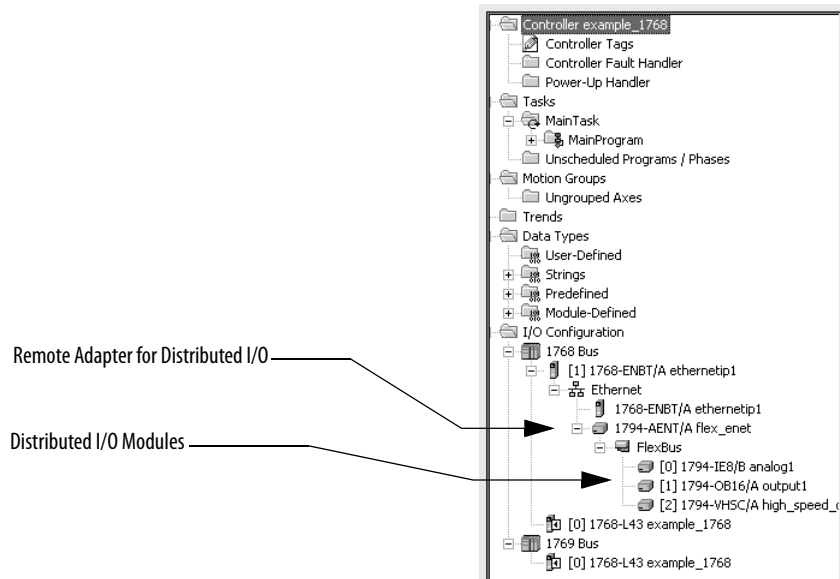 Controller example_1768
Controller Tags
Controller Fault Handler
Power-Up Handler
Tasks
MainTask
MainProgram
Unscheduled Programs / Phases
Motion Groups
Ungrouped Axes
Trends
Data Types
User-Defined
Strings
Predefined
Module-Defined
I/O Configuration
1768 Bus
[1] 1768-ENBT/A ethernetip1
Ethernet
1768-ENBT/A ethernetip1
Remote Adapter for Distributed I/O
1794-AENT/A flex_enet
FlexBus
Distributed I/O Modules
[0] 1794-IE8/B analog1
[1] 1794-OB16/A output1
[2] 1794-VHSC/A high_speed_c
[0] 1768-L43 example_1768
1769 Bus
[0] 1768-L43 example_1768